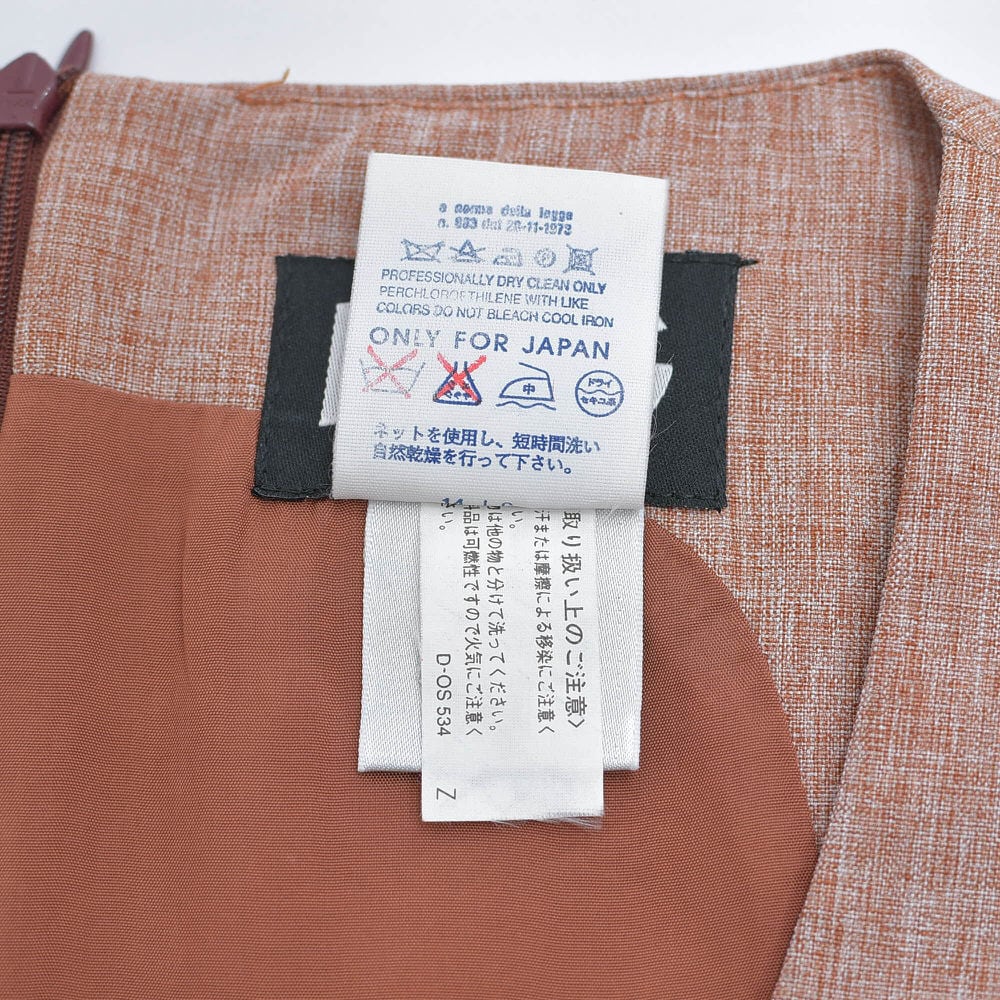 a norma della legge
n. 883 del 26-11-1973
PROFESSIONALLY DRY CLEAN ONLY
PERCHLOROETHILENE WITH LIKE
COLORS DO NOT BLEACH COOL IRON
ONLY FOR JAPAN
中
ドライ
セキユ系
ネットを使用し、短時間洗い
自然乾燥を行って下さい。
取り扱い上のご注意〉
汗または摩擦による移染にご注意く
い。
は他の物と分けて洗ってください。
品は可燃性ですので火気にご注意く
い。
D-OS 534
Z